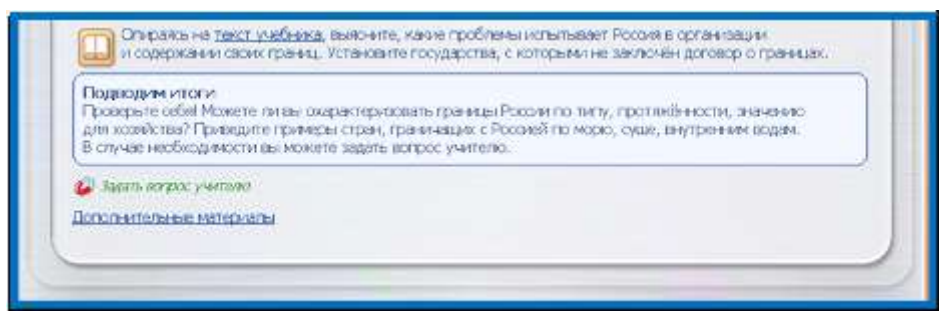 Опираясь на текст учебника, выясните, какие проблемы испытывает Россия в организации
и содержании своих границ. Установите государства, с которыми не заключён договор о границах.
Подводим итоги
Проверьте себя! Можете ли вы охарактеризовать границы России по типу, протяжённости, значению
для хозяйства? Приведите примеры стран, граничащих с Россией по морю, суше, внутренним водам.
В случае необходимости вы можете задать вопрос учителю.
Задать вопрос учителю
Дополнительные материалы